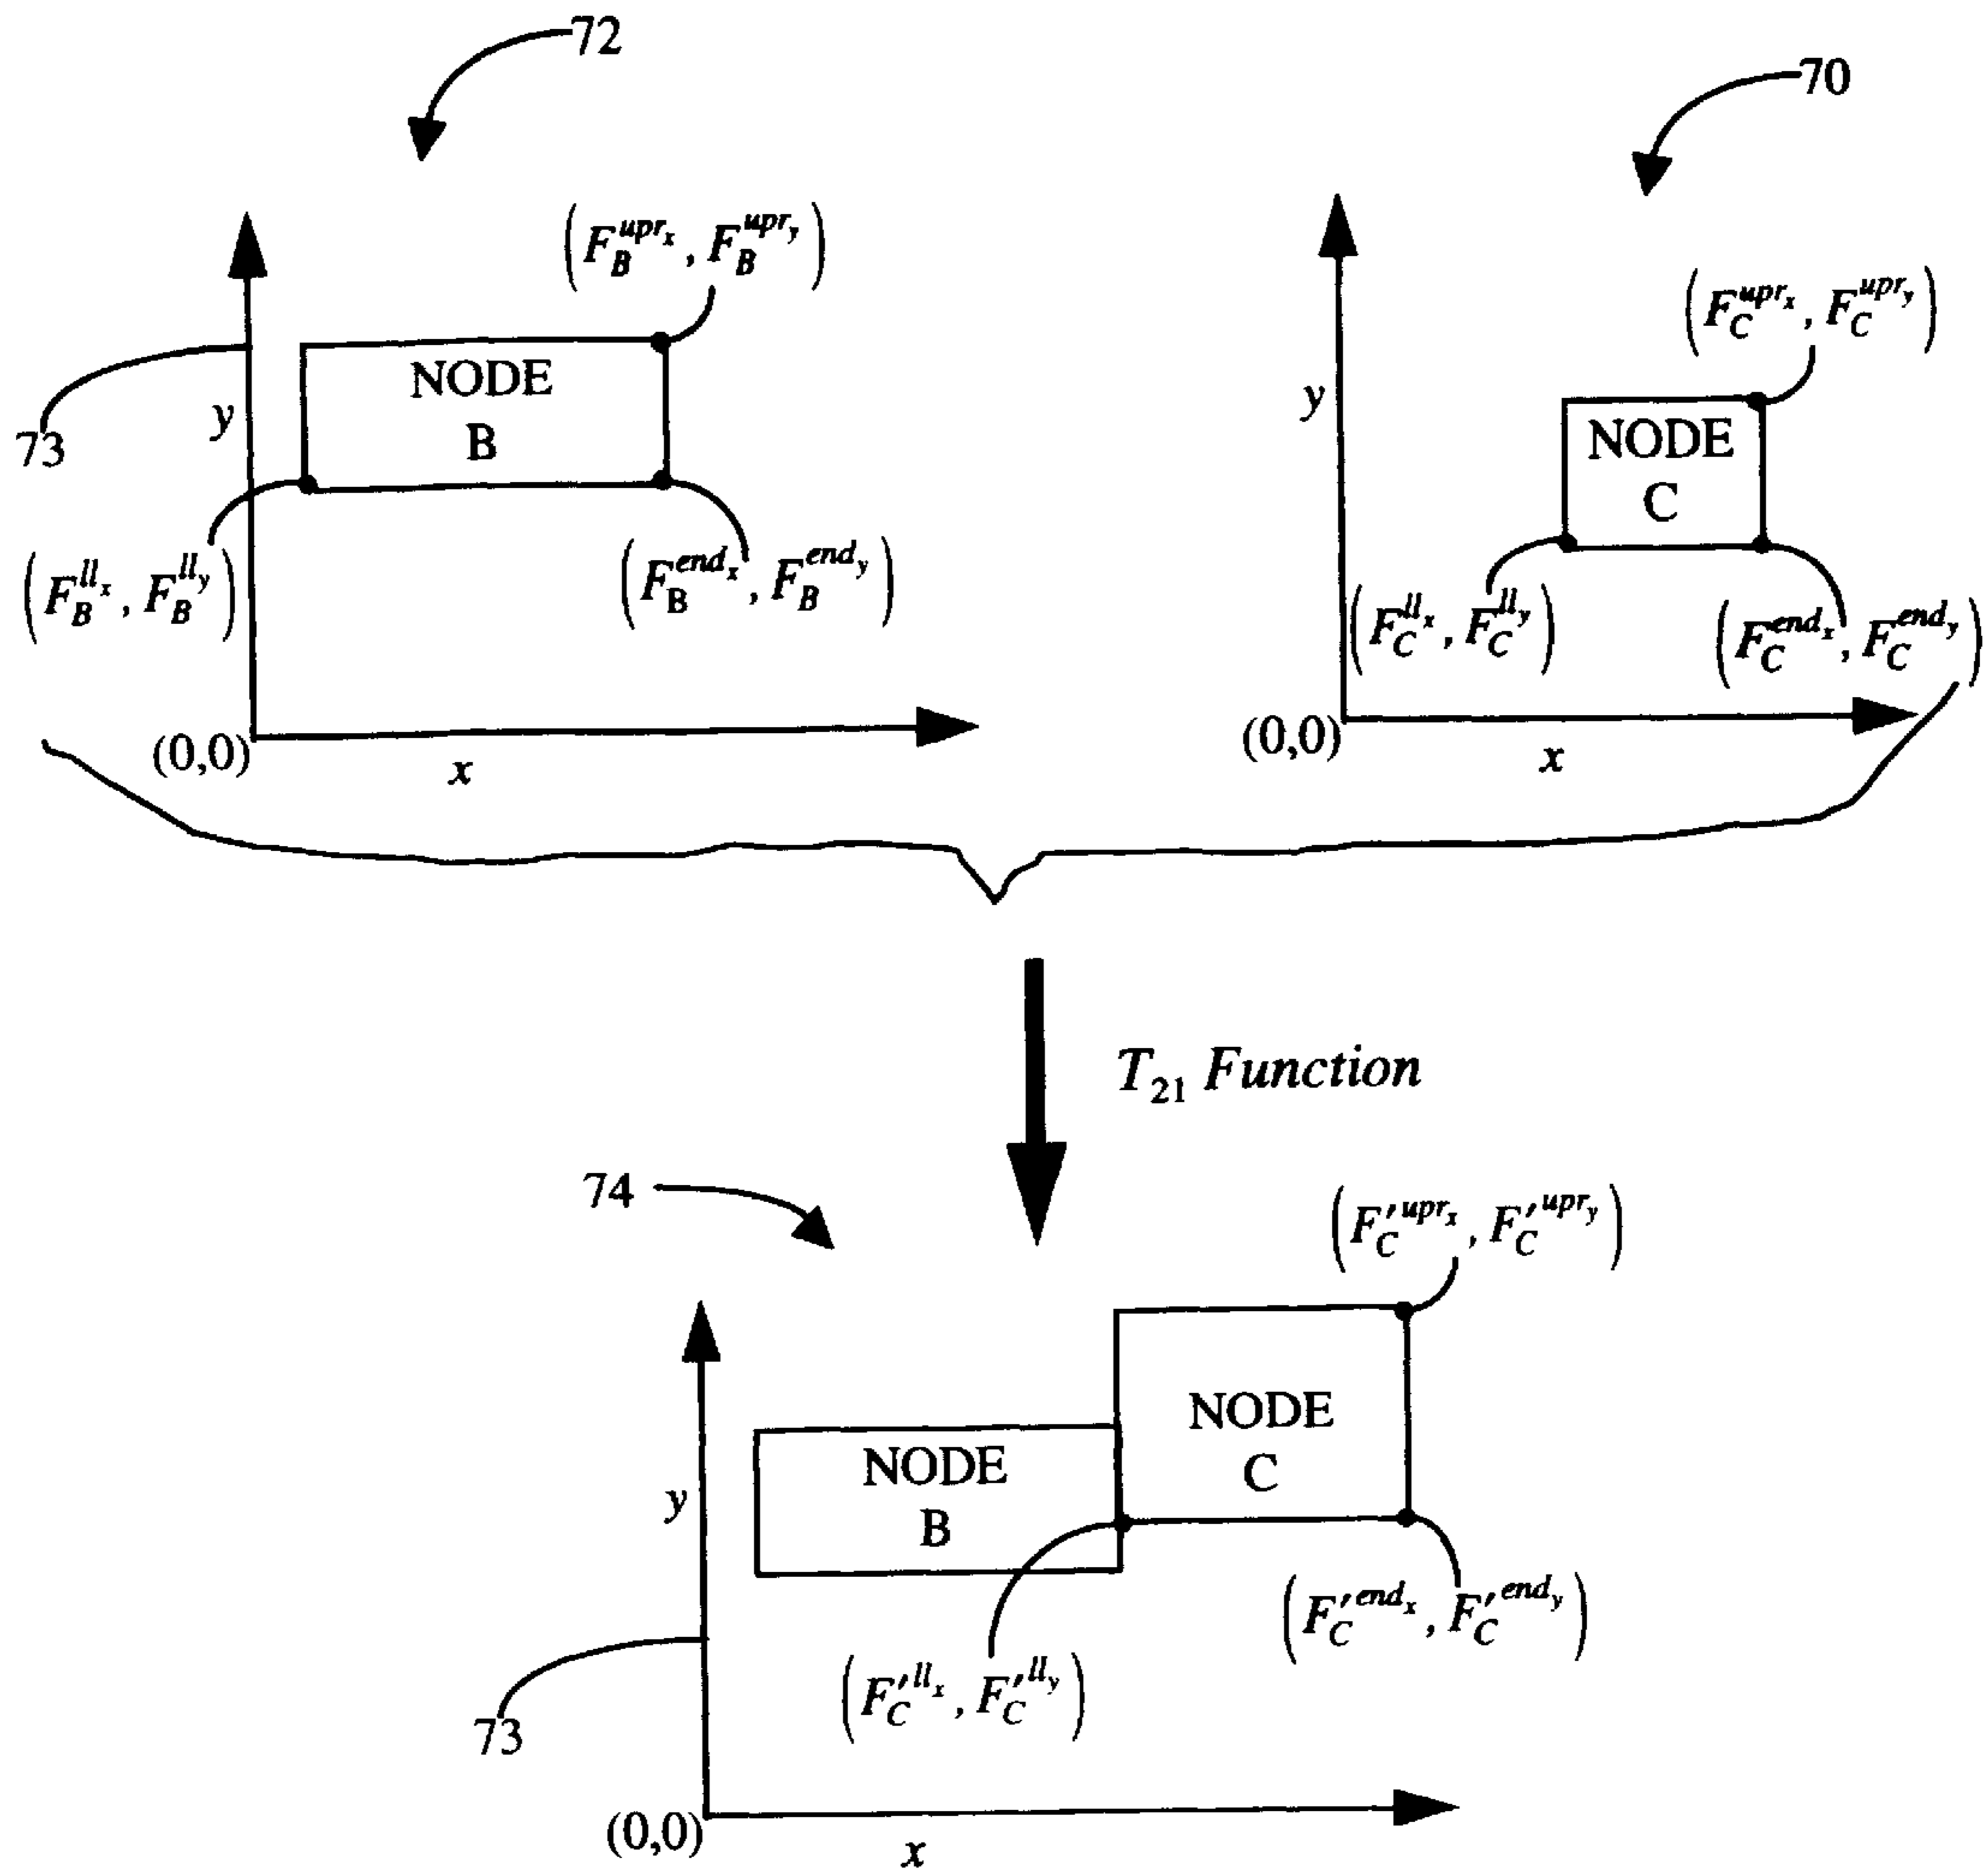 72
70
(F_B^{upr_x}, F_B^{upr_y})
(F_C^{upr_x}, F_C^{upr_y})
73
y
NODE
B
y
NODE
C
(F_B^{ll_x}, F_B^{ll_y})
(F_B^{end_x}, F_B^{end_y})
(F_C^{ll_x}, F_C^{ll_y})
(F_C^{end_x}, F_C^{end_y})
(0,0)
x
(0,0)
x
T_{21} Function
74
(F'_C^{upr_x}, F'_C^{upr_y})
NODE
C
NODE
B
y
(F'_C^{end_x}, F'_C^{end_y})
(F'_C^{ll_x}, F'_C^{ll_y})
73
(0,0)
x